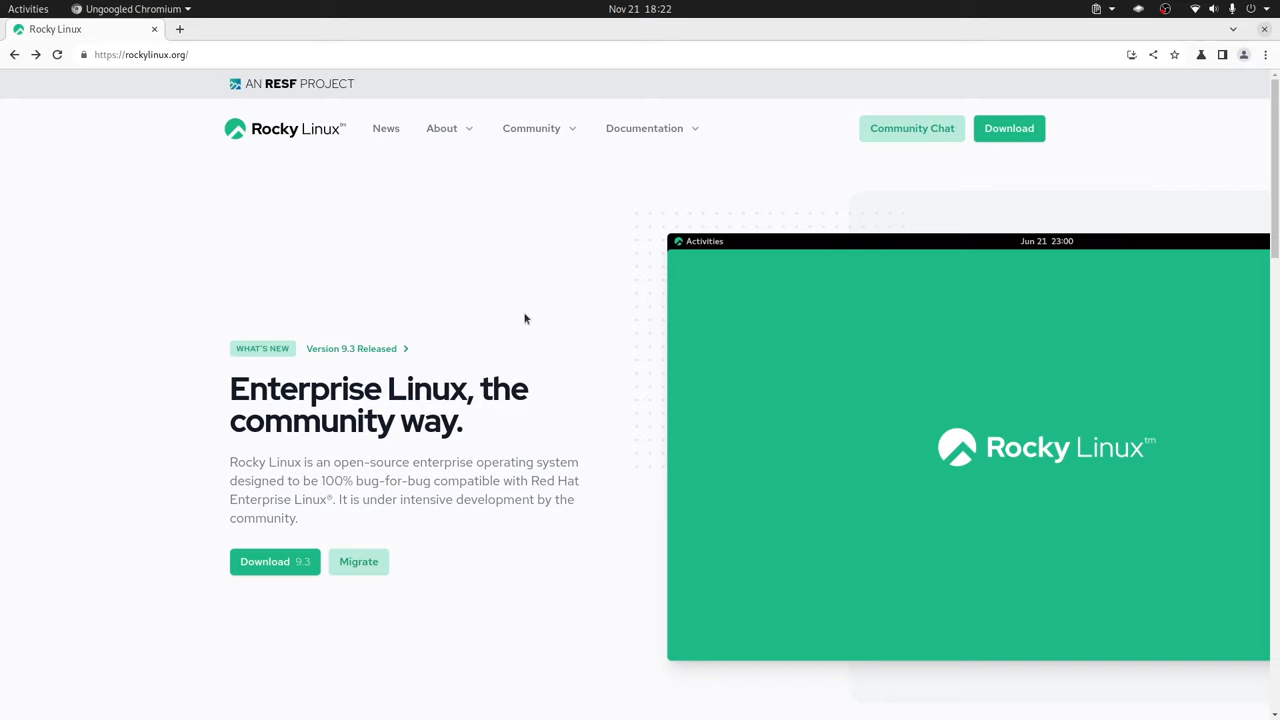 Activities Ungoogled Chromium Nov 21 18:22
Rocky Linux
https://rockylinux.org/
AN RESF PROJECT
Rocky Linux℠ News About Community Documentation Community Chat Download
Activities Jun 21 23:00
WHAT'S NEW Version 9.3 Released
Enterprise Linux, the
community way.
Rocky Linux™
Rocky Linux is an open-source enterprise operating system
designed to be 100% bug-for-bug compatible with Red Hat
Enterprise Linux®. It is under intensive development by the
community.
Download 9.3 Migrate